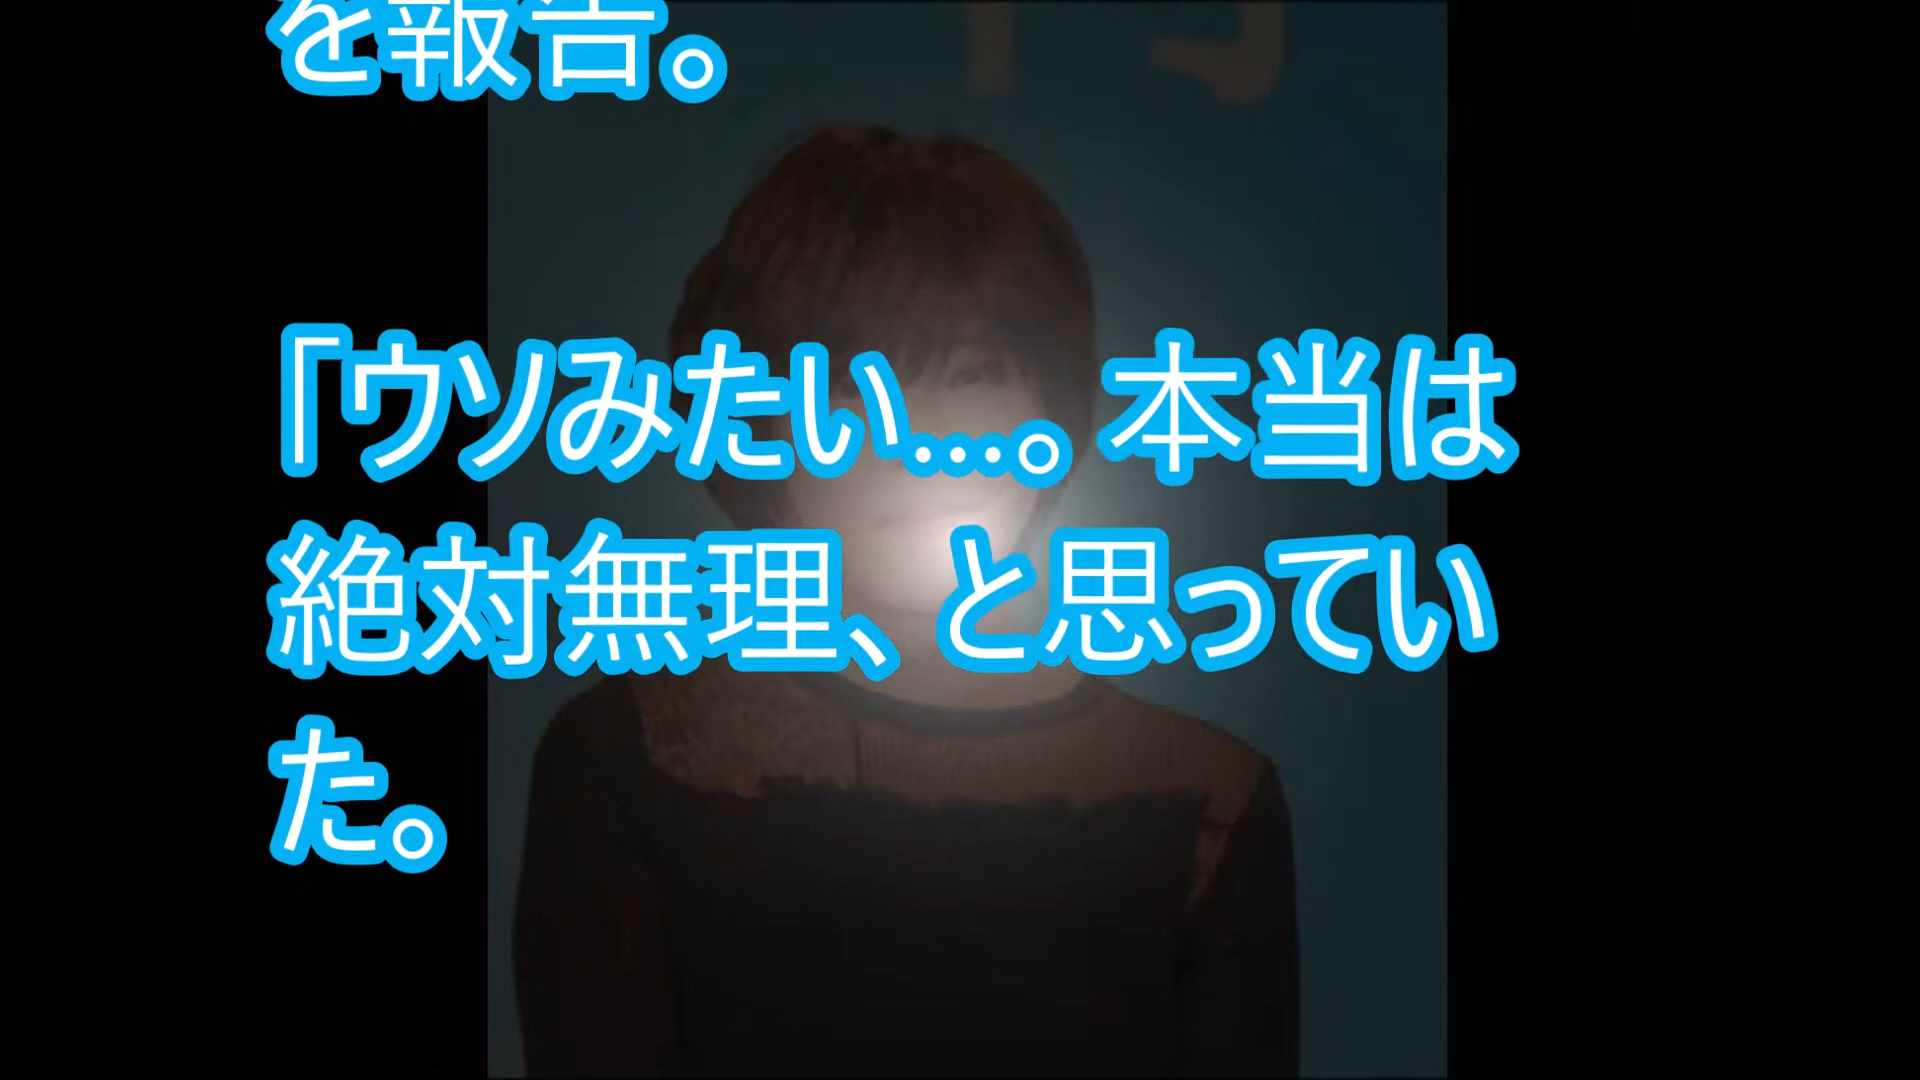 を報告。
「ウソみたい…。本当は
絶対無理、と思ってい
た。